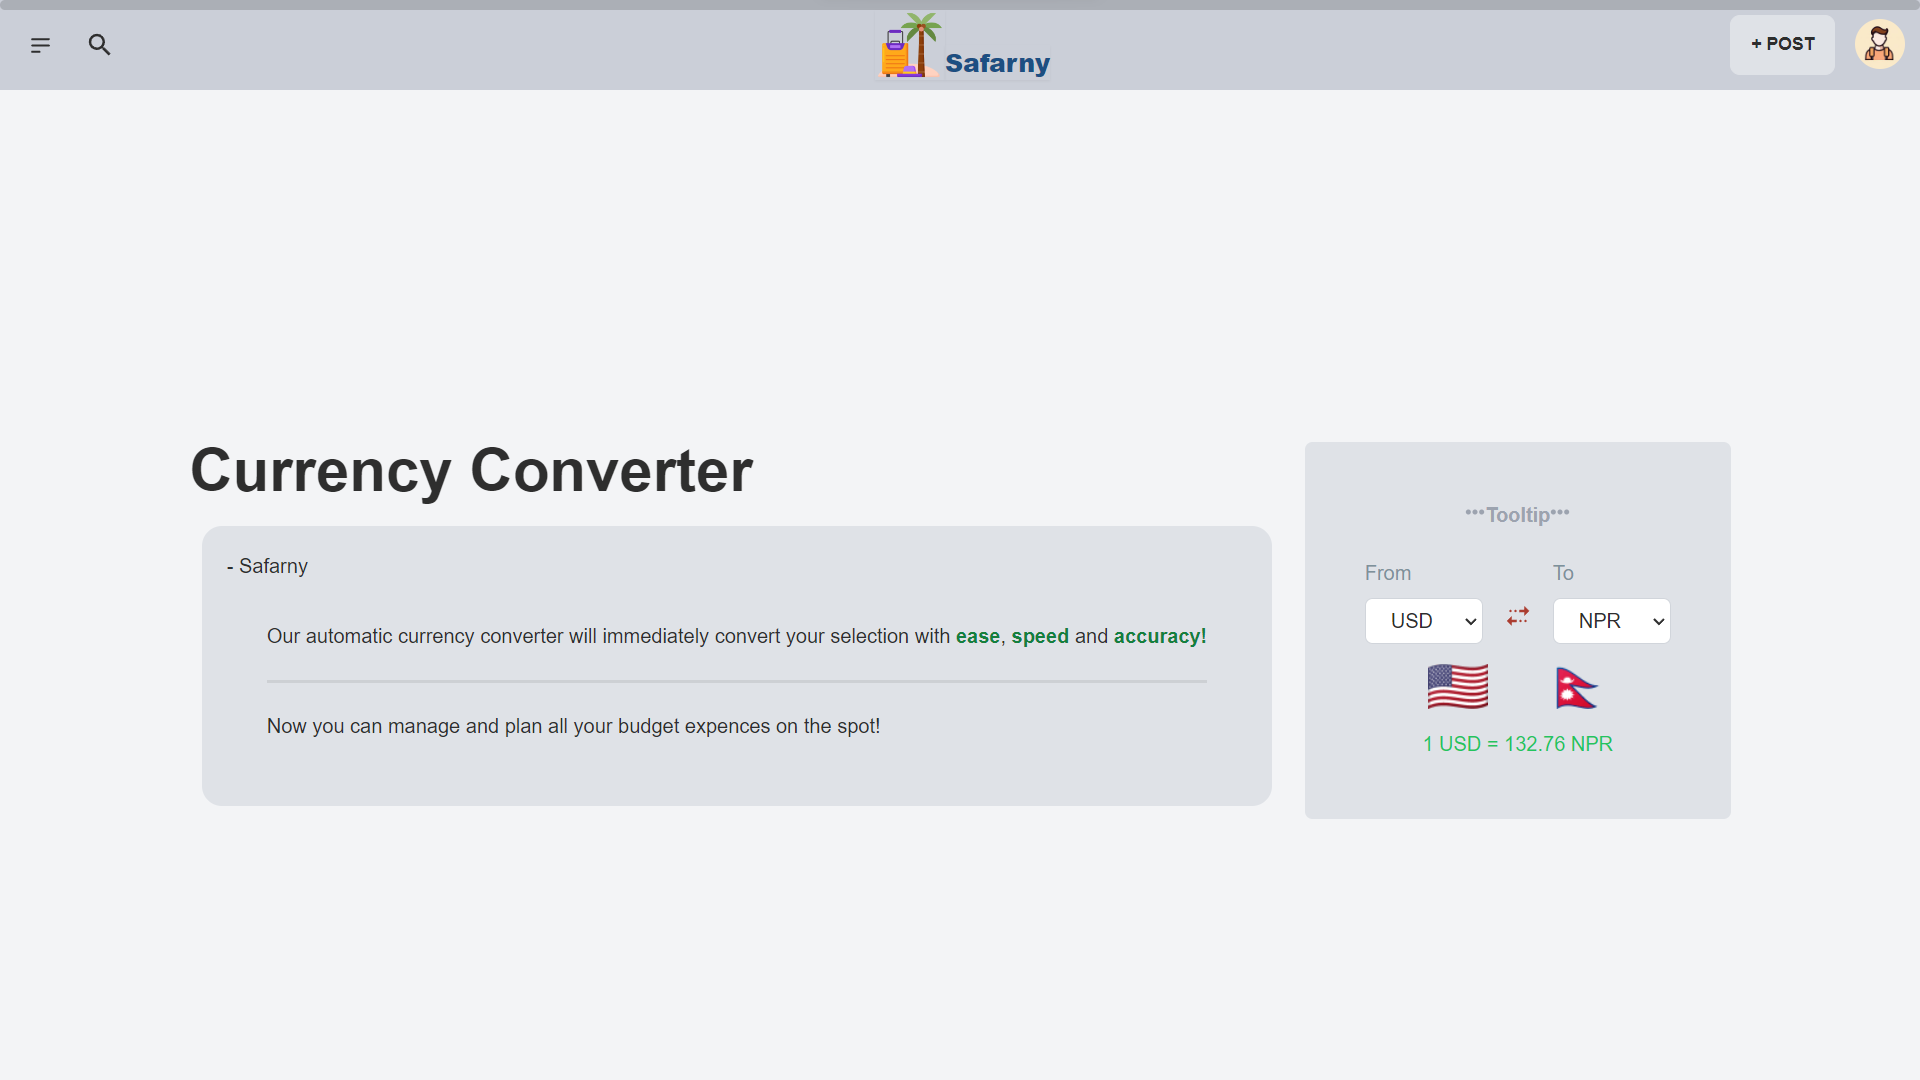 Safarny
+ POST
Currency Converter
- Safarny
Our automatic currency converter will immediately convert your selection with ease, speed and accuracy!
Now you can manage and plan all your budget expences on the spot!
•••Tooltip•••
From
To
USD
NPR
1 USD = 132.76 NPR